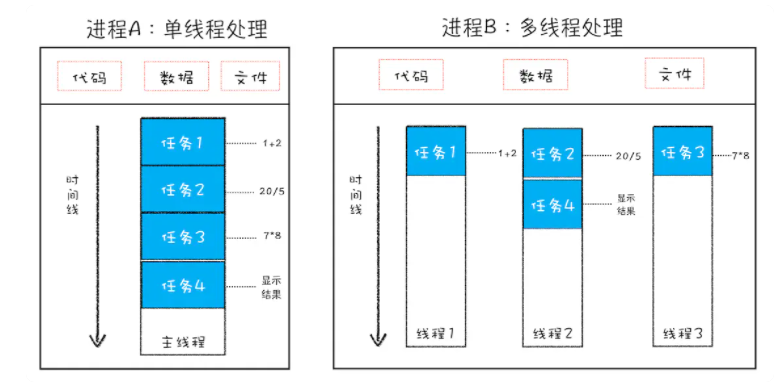 进程A：单线程处理
代码
数据
文件
时间线
任务1
1+2
任务2
20/5
任务3
7*8
任务4
显示
结果
主线程
进程B：多线程处理
代码
数据
文件
时间线
任务1
1+2
任务2
20/5
任务3
7*8
任务4
显示
结果
线程1
线程2
线程3